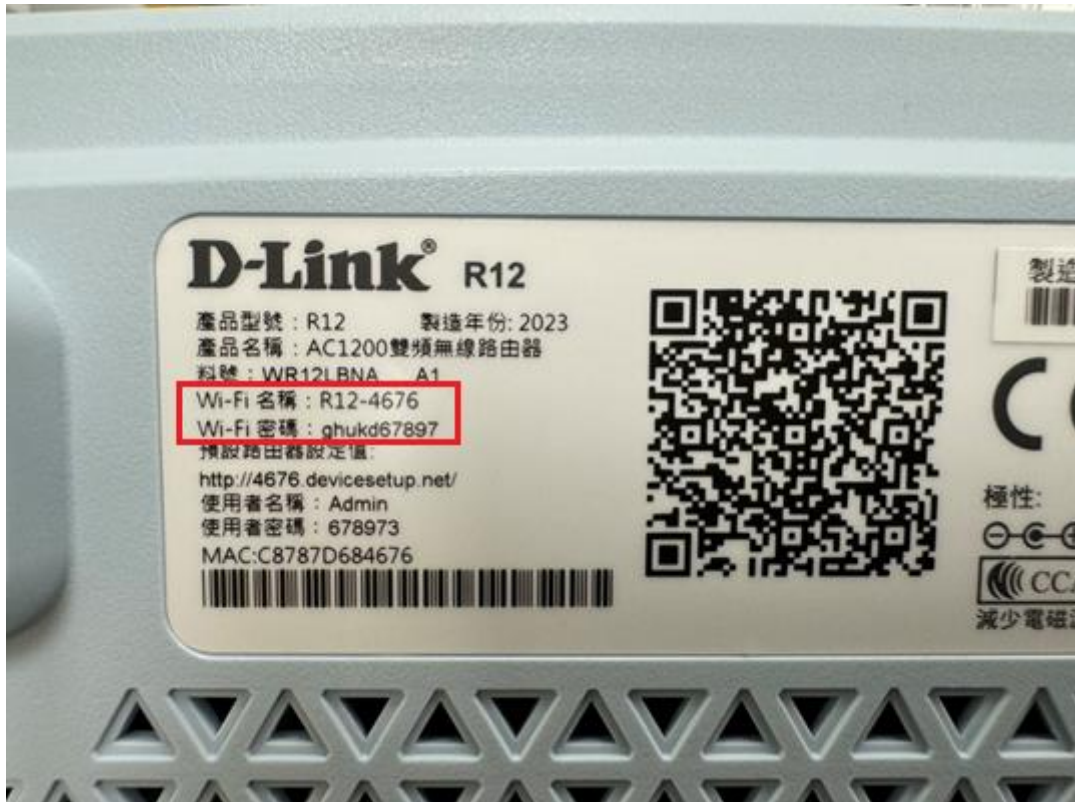 D-Link® R12
產品型號：R12 製造年份: 2023
產品名稱：AC1200雙頻無線路由器
料號：WR12LBNA A1
Wi-Fi 名稱：R12-4676
Wi-Fi 密碼：ghukd67897
預設路由器設定值:
http://4676.devicesetup.net/
使用者名稱：Admin
使用者密碼：678973
MAC:C8787D684676
製造
極性:
減少電磁